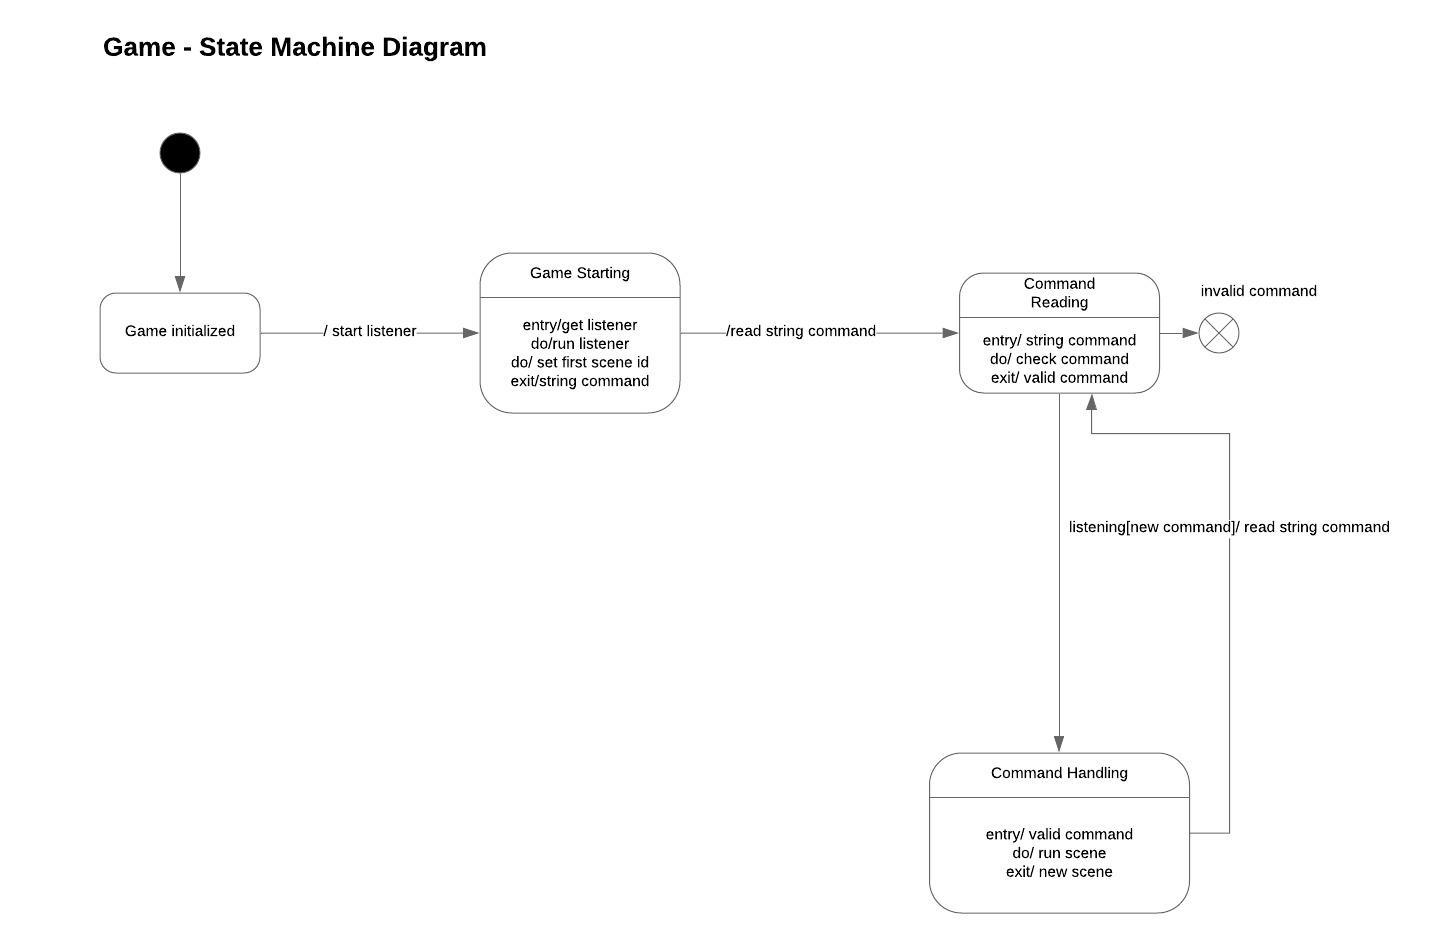 Game - State Machine Diagram
Game initialized
/ start listener
Game Starting
entry/get listener
do/run listener
do/ set first scene id
exit/string command
/read string command
Command
Reading
entry/ string command
do/ check command
exit/ valid command
invalid command
listening[new command]/ read string command
Command Handling
entry/ valid command
do/ run scene
exit/ new scene